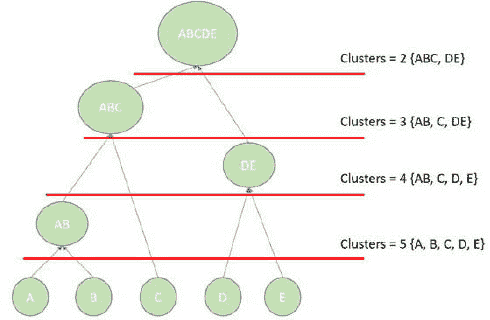 ABCDE
Clusters = 2 {ABC, DE}
ABC
Clusters = 3 {AB, C, DE}
DE
Clusters = 4 {AB, C, D, E}
AB
Clusters = 5 {A, B, C, D, E}
A B C D E